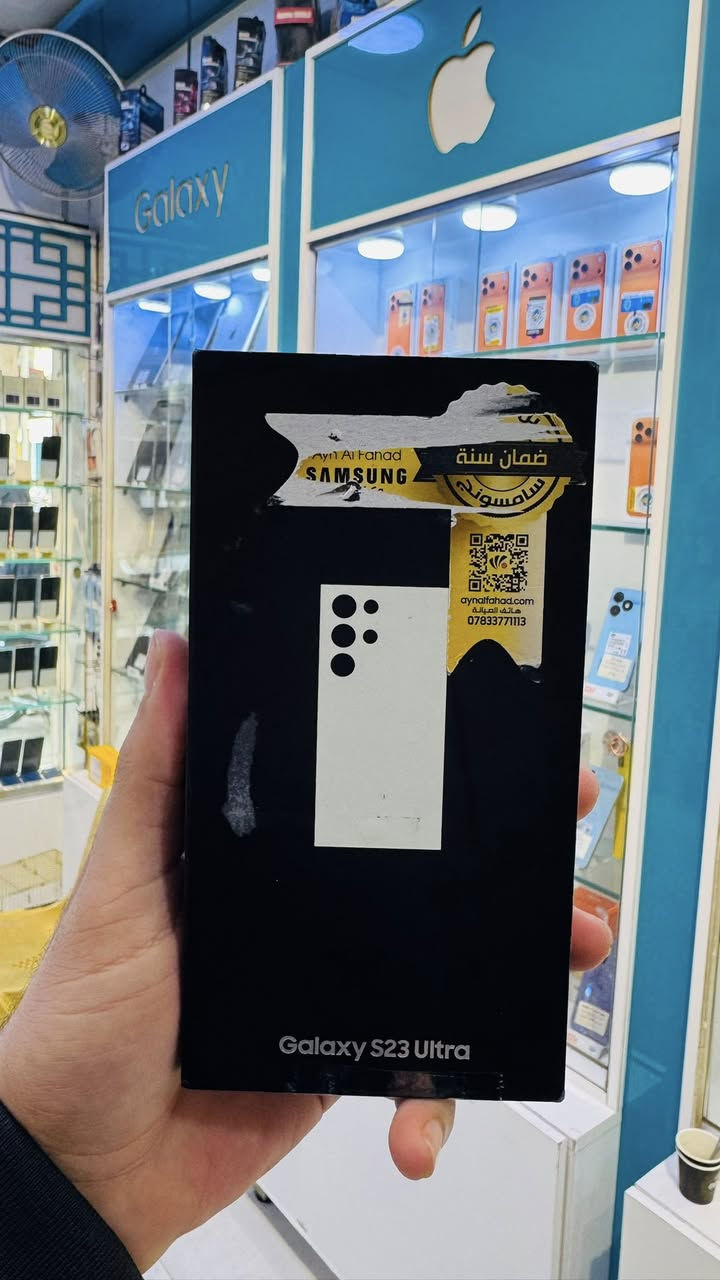 Galaxy
Ayn Al Fahad
SAMSUNG
ضمان سنة
سامسونج
aynalfahad.com
هاتف الصيانة
07833771113
Galaxy S23 Ultra